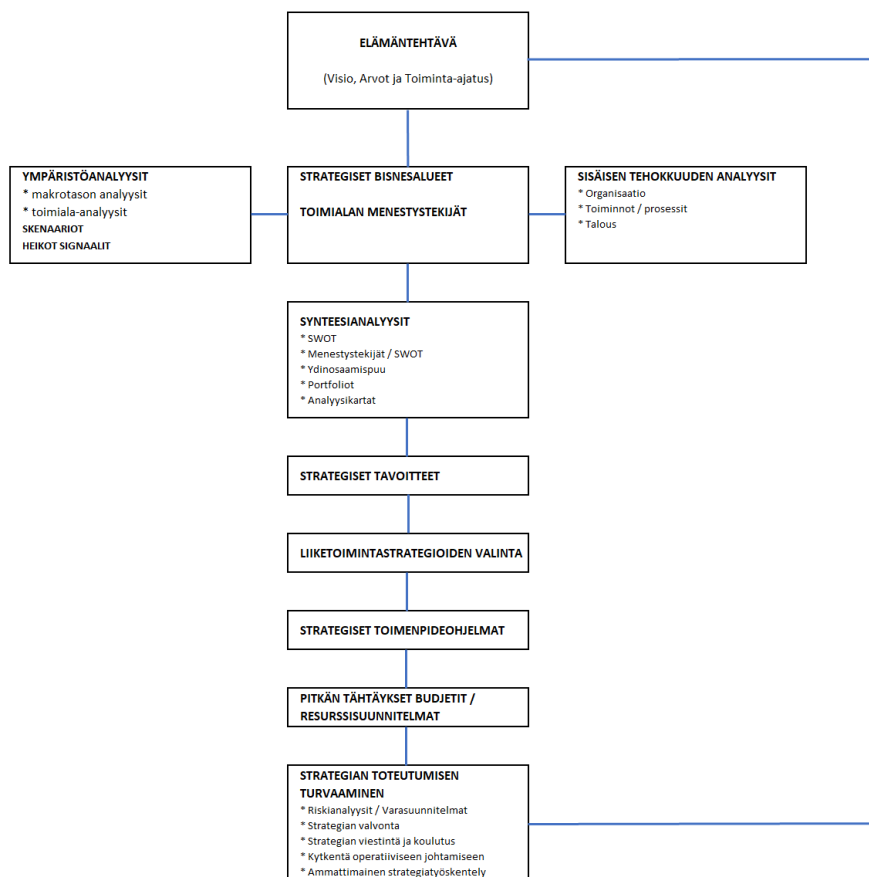 ELÄMÄNTEHTÄVÄ
(Visio, Arvot ja Toiminta-ajatus)
YMPÄRISTÖANALYYSIT
* makrotason analyysit
* toimiala-analyysit
SKENAARIOT
HEIKOT SIGNAALIT
STRATEGISET BISNESALUEET
TOIMIALAN MENESTYSTEKIJÄT
SISÄISEN TEHOKKUUDEN ANALYYSIT
* Organisaatio
* Toiminnot / prosessit
* Talous
SYNTEESIANALYYSIT
* SWOT
* Menestystekijät / SWOT
* Ydinosaamispuu
* Portfoliot
* Analyysikartat
STRATEGISET TAVOITTEET
LIIKETOIMINTASTRATEGIOIDEN VALINTA
STRATEGISET TOIMENPIDEOHJELMAT
PITKÄN TÄHTÄYKSET BUDJETIT /
RESURSSISUUNNITELMAT
STRATEGIAN TOTEUTUMISEN
TURVAAMINEN
* Riskianalyysit / Varasuunnitelmat
* Strategian valvonta
* Strategian viestintä ja koulutus
* Kytkentä operatiiviseen johtamiseen
* Ammattimainen strategiatyöskentely